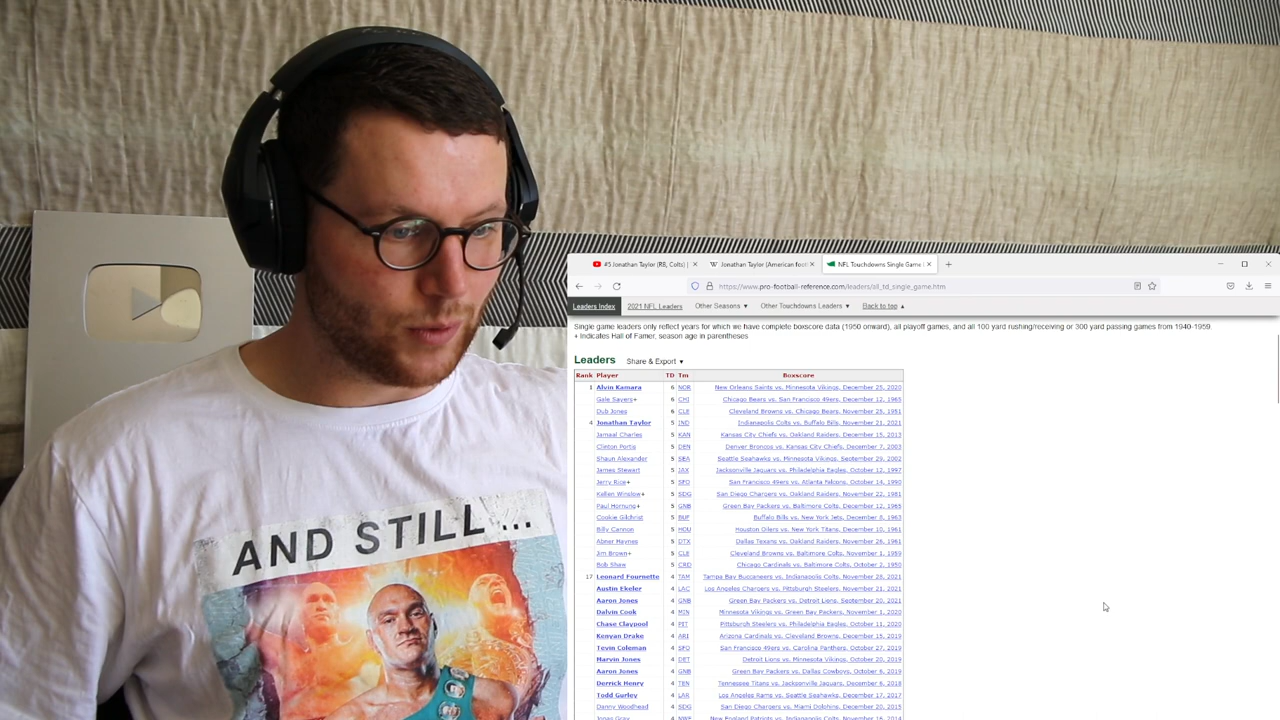 AND STILL ...
#5 Jonathan Taylor (RB, Colts) |
Jonathan Taylor (American foot
NFL Touchdowns Single Game
https://www.pro-football-reference.com/leaders/all_td_single_game.htm
Leaders Index 2021 NFL Leaders Other Seasons ▼ Other Touchdowns Leaders ▼ Back to top ▲
Single game leaders only reflect years for which we have complete boxscore data (1950 onward), all playoff games, and all 100 yard rushing/receiving or 300 yard passing games from 1940-1959.
+ Indicates Hall of Famer, season age in parentheses
Leaders Share & Export ▼
Rank Player TD Tm Boxscore
1 Alvin Kamara 6 NOR New Orleans Saints vs. Minnesota Vikings, December 25, 2020
Gale Sayers+ 6 CHI Chicago Bears vs. San Francisco 49ers, December 12, 1965
Dub Jones 6 CLE Cleveland Browns vs. Chicago Bears, November 25, 1951
4 Jonathan Taylor 5 IND Indianapolis Colts vs. Buffalo Bills, November 21, 2021
Jamaal Charles 5 KAN Kansas City Chiefs vs. Oakland Raiders, December 15, 2013
Clinton Portis 5 DEN Denver Broncos vs. Kansas City Chiefs, December 7, 2003
Shaun Alexander 5 SEA Seattle Seahawks vs. Minnesota Vikings, September 29, 2002
James Stewart 5 JAX Jacksonville Jaguars vs. Philadelphia Eagles, October 12, 1997
Jerry Rice+ 5 SFO San Francisco 49ers vs. Atlanta Falcons, October 14, 1990
Kellen Winslow+ 5 SDG San Diego Chargers vs. Oakland Raiders, November 22, 1981
Paul Hornung+ 5 GNB Green Bay Packers vs. Baltimore Colts, December 12, 1965
Cookie Gilchrist 5 BUF Buffalo Bills vs. New York Jets, December 8, 1963
Billy Cannon 5 HOU Houston Oilers vs. New York Titans, December 10, 1961
Abner Haynes 5 DTX Dallas Texans vs. Oakland Raiders, November 26, 1961
Jim Brown+ 5 CLE Cleveland Browns vs. Baltimore Colts, November 1, 1959
Bob Shaw 5 CRD Chicago Cardinals vs. Baltimore Colts, October 2, 1950
17 Leonard Fournette 4 TAM Tampa Bay Buccaneers vs. Indianapolis Colts, November 28, 2021
Austin Ekeler 4 LAC Los Angeles Chargers vs. Pittsburgh Steelers, November 21, 2021
Aaron Jones 4 GNB Green Bay Packers vs. Detroit Lions, September 20, 2021
Dalvin Cook 4 MIN Minnesota Vikings vs. Green Bay Packers, November 1, 2020
Chase Claypool 4 PIT Pittsburgh Steelers vs. Philadelphia Eagles, October 11, 2020
Kenyan Drake 4 ARI Arizona Cardinals vs. Cleveland Browns, December 15, 2019
Tevin Coleman 4 SFO San Francisco 49ers vs. Carolina Panthers, October 27, 2019
Marvin Jones 4 DET Detroit Lions vs. Minnesota Vikings, October 20, 2019
Aaron Jones 4 GNB Green Bay Packers vs. Dallas Cowboys, October 6, 2019
Derrick Henry 4 TEN Tennessee Titans vs. Jacksonville Jaguars, December 6, 2018
Todd Gurley 4 LAR Los Angeles Rams vs. Seattle Seahawks, December 17, 2017
Danny Woodhead 4 SDG San Diego Chargers vs. Miami Dolphins, December 20, 2015
Jonas Gray 4 NWE New England Patriots vs. Indianapolis Colts, November 16, 2014